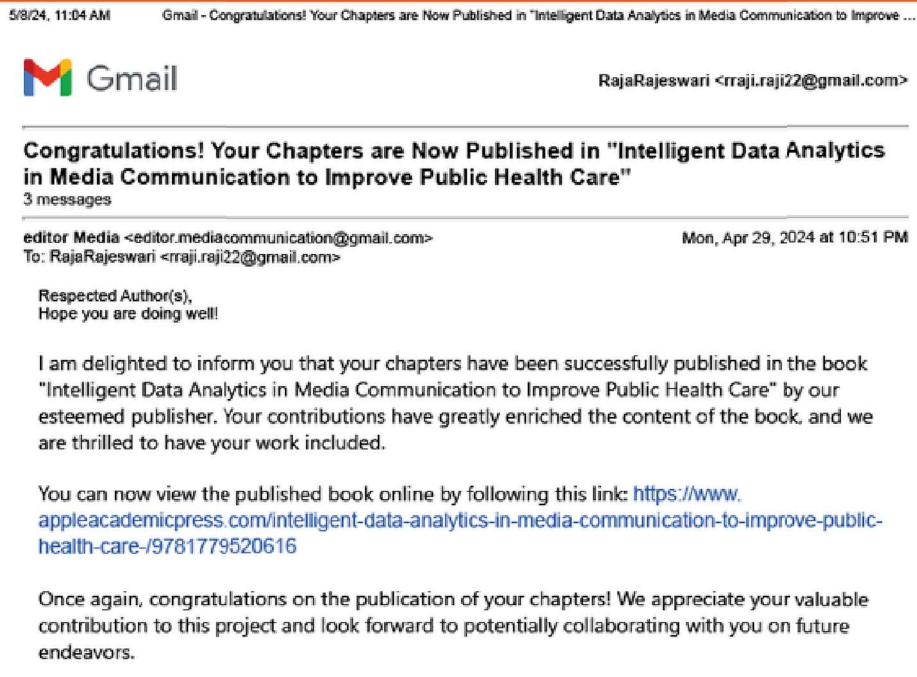 5/8/24, 11:04 AM Gmail - Congratulations! Your Chapters are Now Published in "Intelligent Data Analytics in Media Communication to Improve ...
Gmail
RajaRajeswari <rraji.raji22@gmail.com>
Congratulations! Your Chapters are Now Published in "Intelligent Data Analytics
in Media Communication to Improve Public Health Care"
3 messages
editor Media <editor.mediacommunication@gmail.com> Mon, Apr 29, 2024 at 10:51 PM
To: RajaRajeswari <rraji.raji22@gmail.com>
Respected Author(s),
Hope you are doing well!
I am delighted to inform you that your chapters have been successfully published in the book
"Intelligent Data Analytics in Media Communication to Improve Public Health Care" by our
esteemed publisher. Your contributions have greatly enriched the content of the book, and we
are thrilled to have your work included.
You can now view the published book online by following this link: https://www.
appleacademicpress.com/intelligent-data-analytics-in-media-communication-to-improve-public-
health-care-/9781779520616
Once again, congratulations on the publication of your chapters! We appreciate your valuable
contribution to this project and look forward to potentially collaborating with you on future
endeavors.